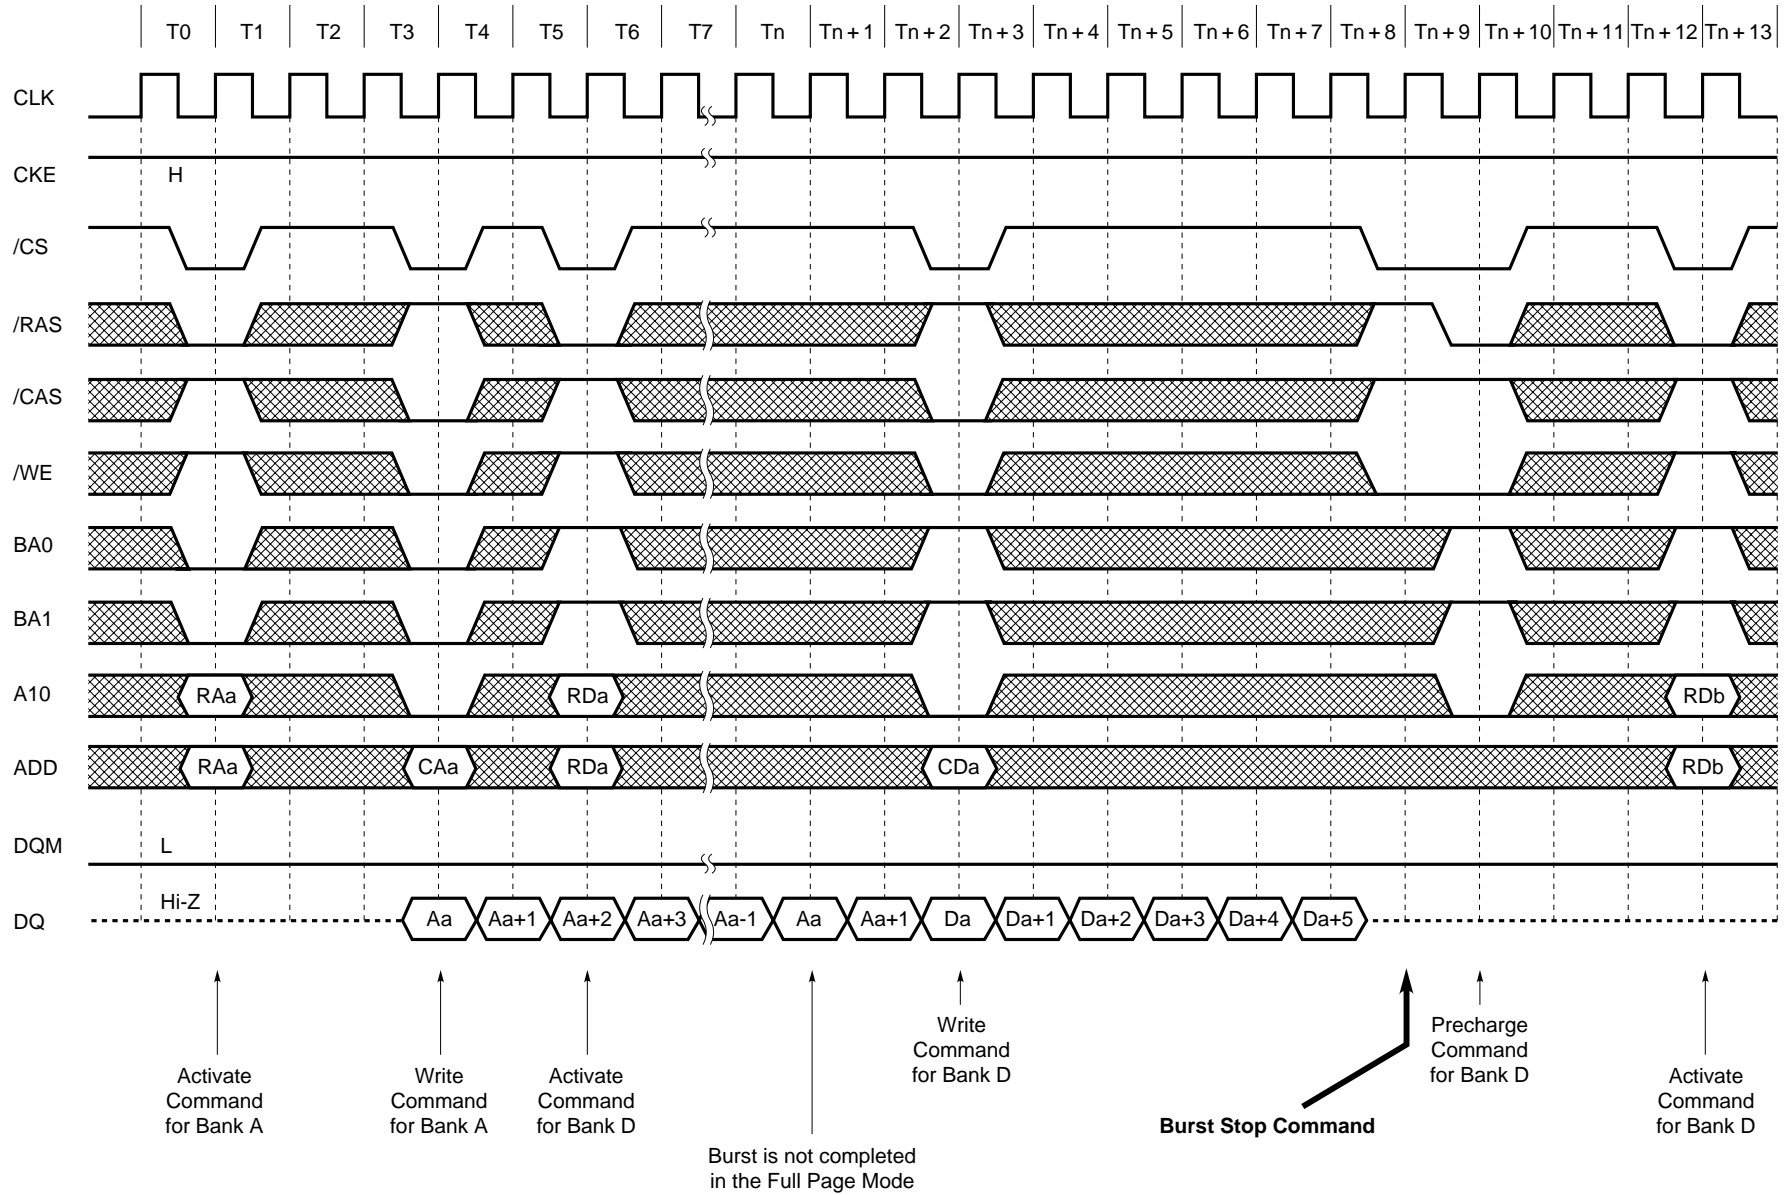 T0 T1 T2 T3 T4 T5 T6 T7 Tn Tn + 1 Tn + 2 Tn + 3 Tn + 4 Tn + 5 Tn + 6 Tn + 7 Tn + 8 Tn + 9 Tn + 10 Tn + 11 Tn + 12 Tn + 13
CLK
CKE H
/CS
/RAS
/CAS
/WE
BA0
BA1
A10 RAa RDa RDb
ADD RAa CAa RDa CDa RDb
DQM L
Hi-Z
DQ Aa Aa+1 Aa+2 Aa+3 Aa-1 Aa Aa+1 Da Da+1 Da+2 Da+3 Da+4 Da+5
Activate
Command
for Bank A
Write
Command
for Bank A
Activate
Command
for Bank D
Burst is not completed
in the Full Page Mode
Write
Command
for Bank D
Burst Stop Command
Precharge
Command
for Bank D
Activate
Command
for Bank D